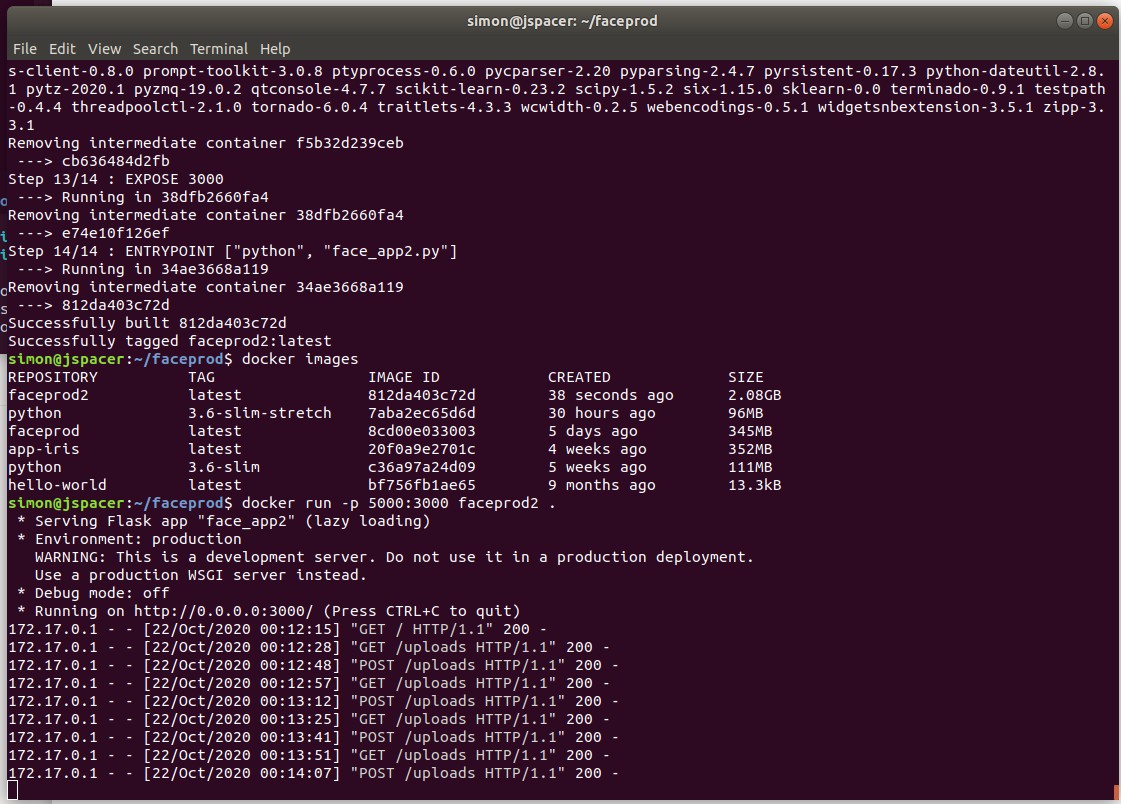 simon@jspacer: ~/faceprod
File Edit View Search Terminal Help
s-client-0.8.0 prompt-toolkit-3.0.8 ptyprocess-0.6.0 pycparser-2.20 pyparsing-2.4.7 pyrsistent-0.17.3 python-dateutil-2.8.
1 pytz-2020.1 pyzmq-19.0.2 qtconsole-4.7.7 scikit-learn-0.23.2 scipy-1.5.2 six-1.15.0 sklearn-0.0 terminado-0.9.1 testpath
-0.4.4 threadpoolctl-2.1.0 tornado-6.0.4 traitlets-4.3.3 wcwidth-0.2.5 webencodings-0.5.1 widgetsnbextension-3.5.1 zipp-3.
3.1
Removing intermediate container f5b32d239ceb
 ---> cb636484d2fb
Step 13/14 : EXPOSE 3000
 ---> Running in 38dfb2660fa4
Removing intermediate container 38dfb2660fa4
 ---> e74e10f126ef
Step 14/14 : ENTRYPOINT ["python", "face_app2.py"]
 ---> Running in 34ae3668a119
Removing intermediate container 34ae3668a119
 ---> 812da403c72d
Successfully built 812da403c72d
Successfully tagged faceprod2:latest
simon@jspacer:~/faceprod$ docker images
REPOSITORY          TAG                 IMAGE ID            CREATED             SIZE
faceprod2           latest              812da403c72d        38 seconds ago      2.08GB
python              3.6-slim-stretch    7aba2ec65d6d        30 hours ago        96MB
faceprod            latest              8cd00e033003        5 days ago          345MB
app-iris            latest              20f0a9e2701c        4 weeks ago         352MB
python              3.6-slim            c36a97a24d09        5 weeks ago         111MB
hello-world         latest              bf756fb1ae65        9 months ago        13.3kB
simon@jspacer:~/faceprod$ docker run -p 5000:3000 faceprod2 .
 * Serving Flask app "face_app2" (lazy loading)
 * Environment: production
   WARNING: This is a development server. Do not use it in a production deployment.
   Use a production WSGI server instead.
 * Debug mode: off
 * Running on http://0.0.0.0:3000/ (Press CTRL+C to quit)
172.17.0.1 - - [22/Oct/2020 00:12:15] "GET / HTTP/1.1" 200 -
172.17.0.1 - - [22/Oct/2020 00:12:28] "GET /uploads HTTP/1.1" 200 -
172.17.0.1 - - [22/Oct/2020 00:12:48] "POST /uploads HTTP/1.1" 200 -
172.17.0.1 - - [22/Oct/2020 00:12:57] "GET /uploads HTTP/1.1" 200 -
172.17.0.1 - - [22/Oct/2020 00:13:12] "POST /uploads HTTP/1.1" 200 -
172.17.0.1 - - [22/Oct/2020 00:13:25] "GET /uploads HTTP/1.1" 200 -
172.17.0.1 - - [22/Oct/2020 00:13:41] "POST /uploads HTTP/1.1" 200 -
172.17.0.1 - - [22/Oct/2020 00:13:51] "GET /uploads HTTP/1.1" 200 -
172.17.0.1 - - [22/Oct/2020 00:14:07] "POST /uploads HTTP/1.1" 200 -